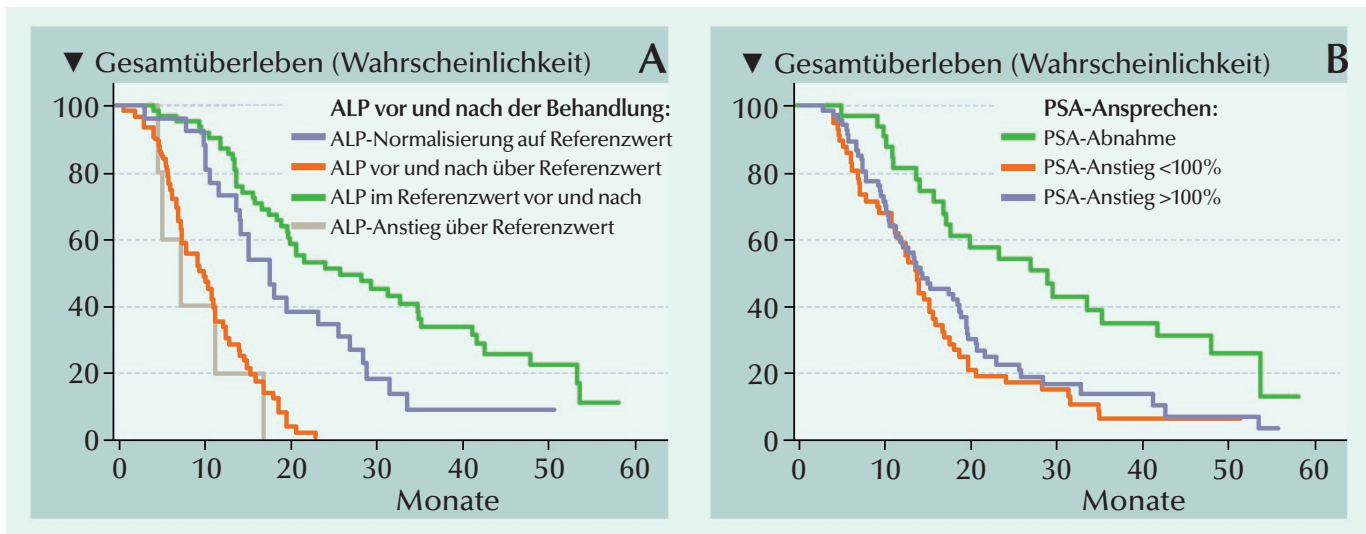 ▼ Gesamtüberleben (Wahrscheinlichkeit) A
ALP vor und nach der Behandlung:
ALP-Normalisierung auf Referenzwert
ALP vor und nach über Referenzwert
ALP im Referenzwert vor und nach
ALP-Anstieg über Referenzwert
100
80
60
40
20
0
0 10 20 30 40 50 60
Monate
▼ Gesamtüberleben (Wahrscheinlichkeit) B
PSA-Ansprechen:
PSA-Abnahme
PSA-Anstieg <100%
PSA-Anstieg >100%
100
80
60
40
20
0
0 10 20 30 40 50 60
Monate